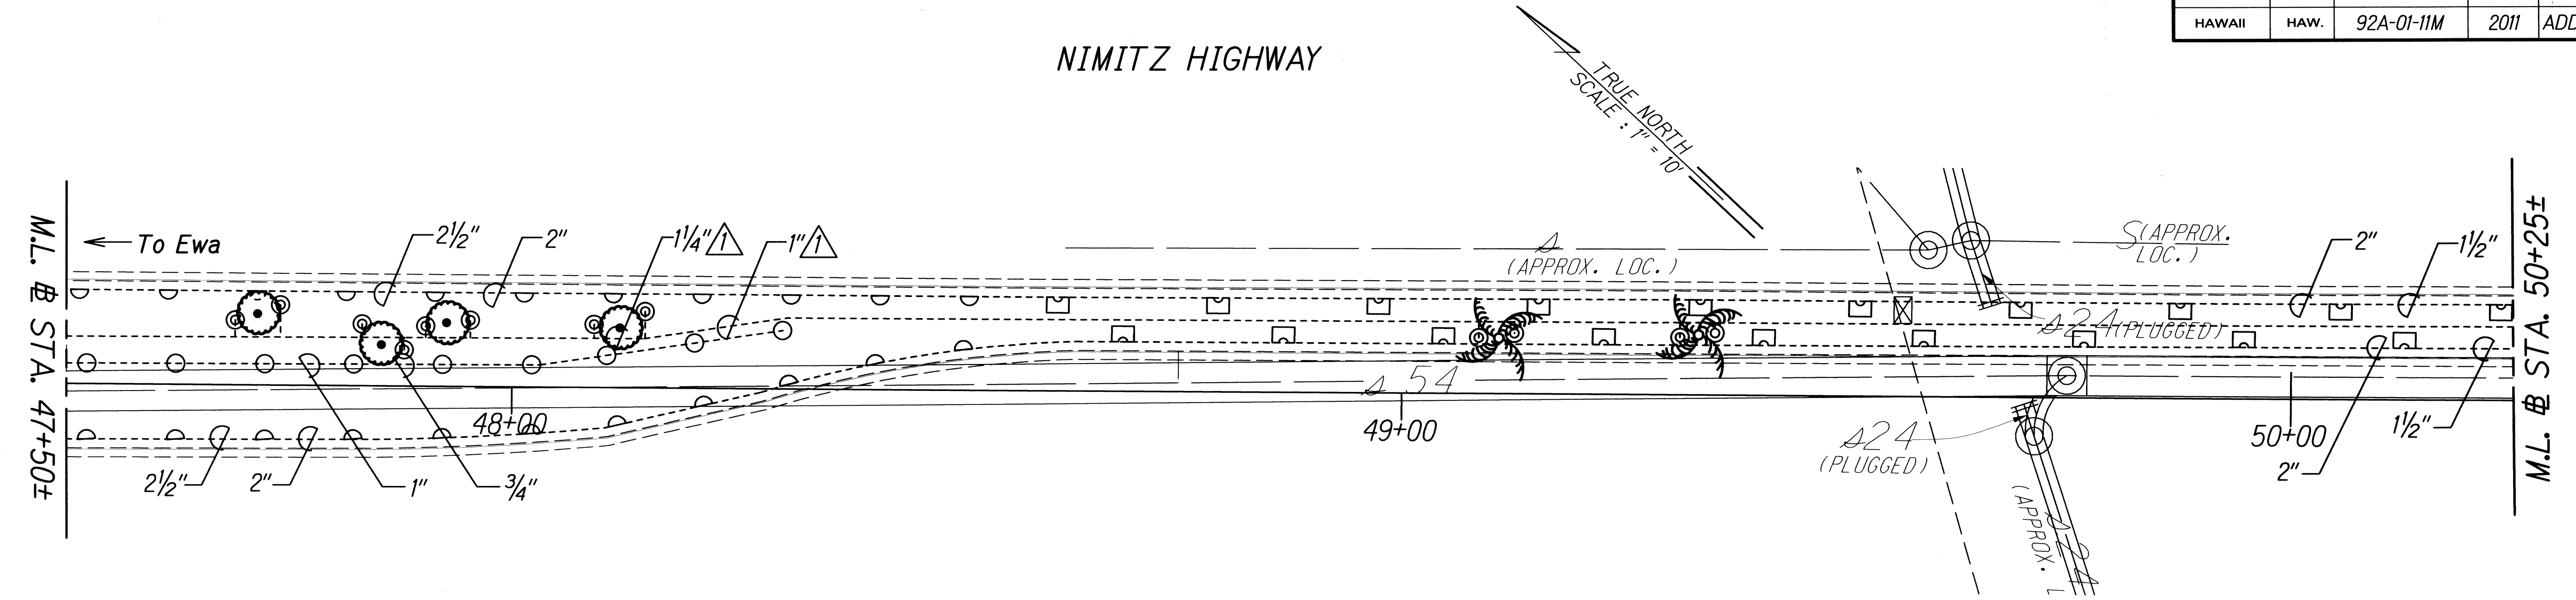 HAWAII HAW. 92A-01-11M 2011 ADD
NIMITZ HIGHWAY
TRUE NORTH
SCALE : 1" = 10'
M.L. ⅊ STA. 47+50±
To Ewa
2½"
2"
1¼" 1
1" 1
(APPROX. LOC.)
S(APPROX.
LOC.)
2"
1½"
M.L. ⅊ STA. 50+25±
24(PLUGGED)
54
48+00
49+00
50+00
24
(PLUGGED)
2½"
2"
1"
¾"
2"
1½"
(APPROX. L
24